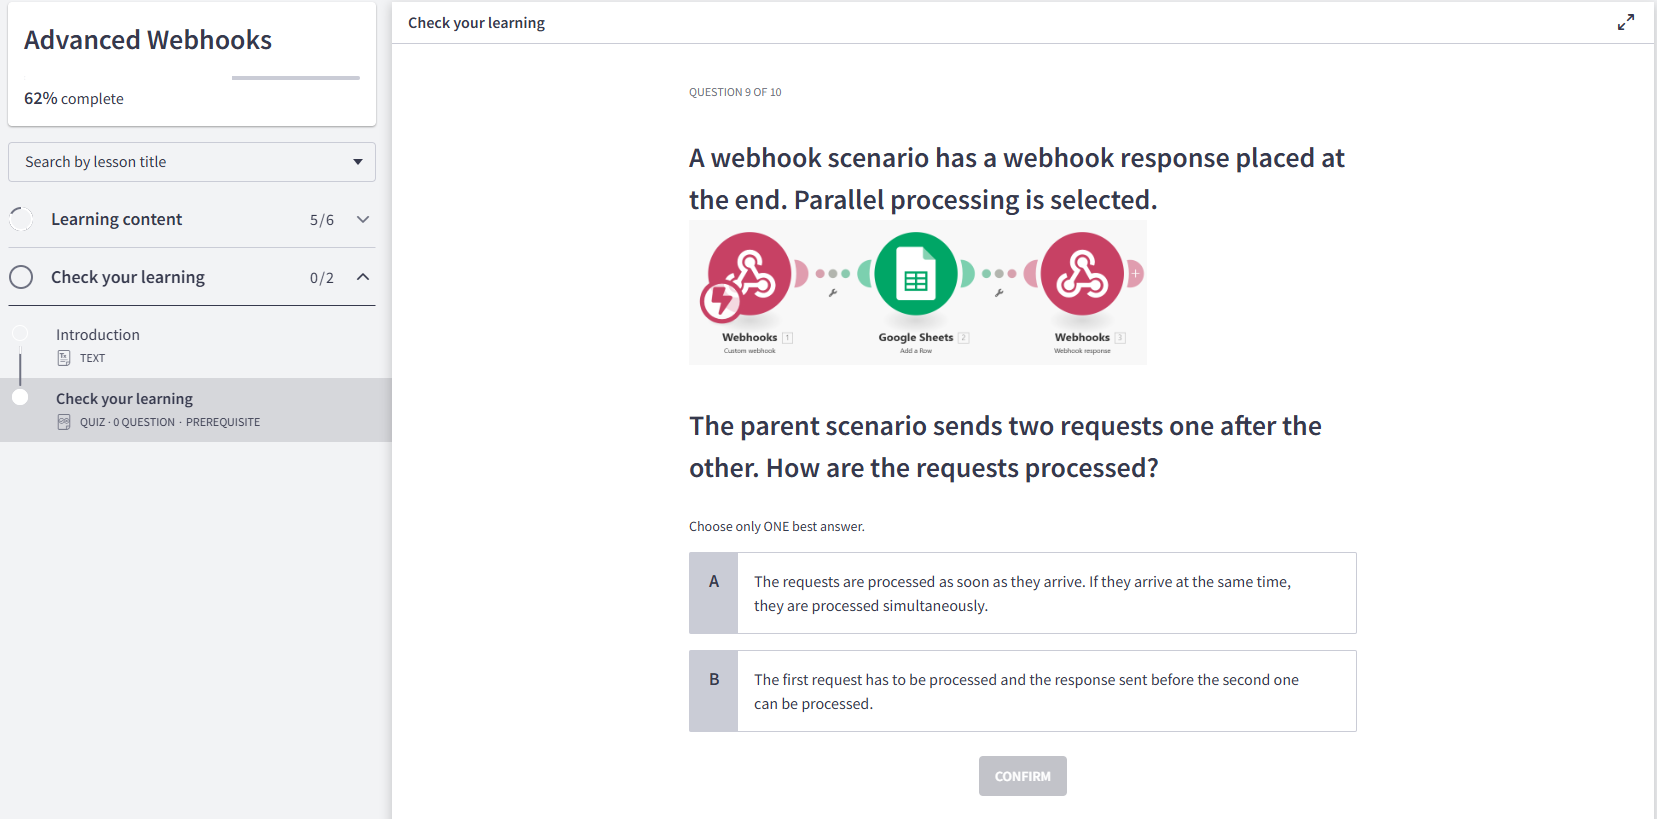 Advanced Webhooks
62% complete
Search by lesson title
Learning content 5/6
Check your learning 0/2
Introduction
TEXT
Check your learning
QUIZ · 0 QUESTION · PREREQUISITE
Check your learning
QUESTION 9 OF 10
A webhook scenario has a webhook response placed at
the end. Parallel processing is selected.
Webhooks 1
Custom webhook
Google Sheets 2
Add a Row
Webhooks 3
Webhook response
The parent scenario sends two requests one after the
other. How are the requests processed?
Choose only ONE best answer.
A
The requests are processed as soon as they arrive. If they arrive at the same time,
they are processed simultaneously.
B
The first request has to be processed and the response sent before the second one
can be processed.
CONFIRM